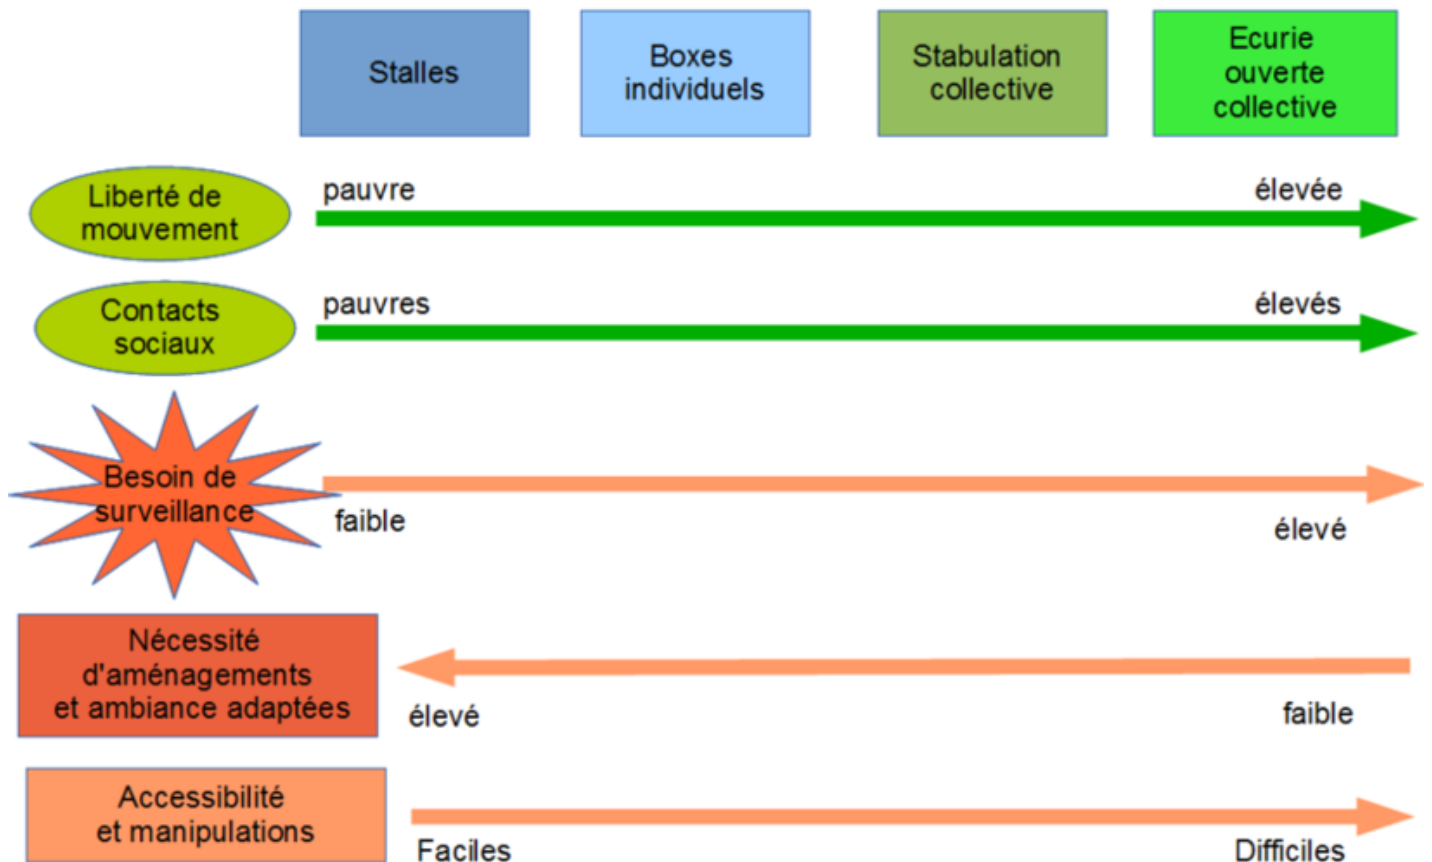 Stalles
Boxes
individuels
Stabulation
collective
Ecurie
ouverte
collective
Liberté de
mouvement
pauvre
élevée
Contacts
sociaux
pauvres
élevés
Besoin de
surveillance
faible
élevé
Nécessité
d'aménagements
et ambiance adaptées
élevé
faible
Accessibilité
et manipulations
Faciles
Difficiles